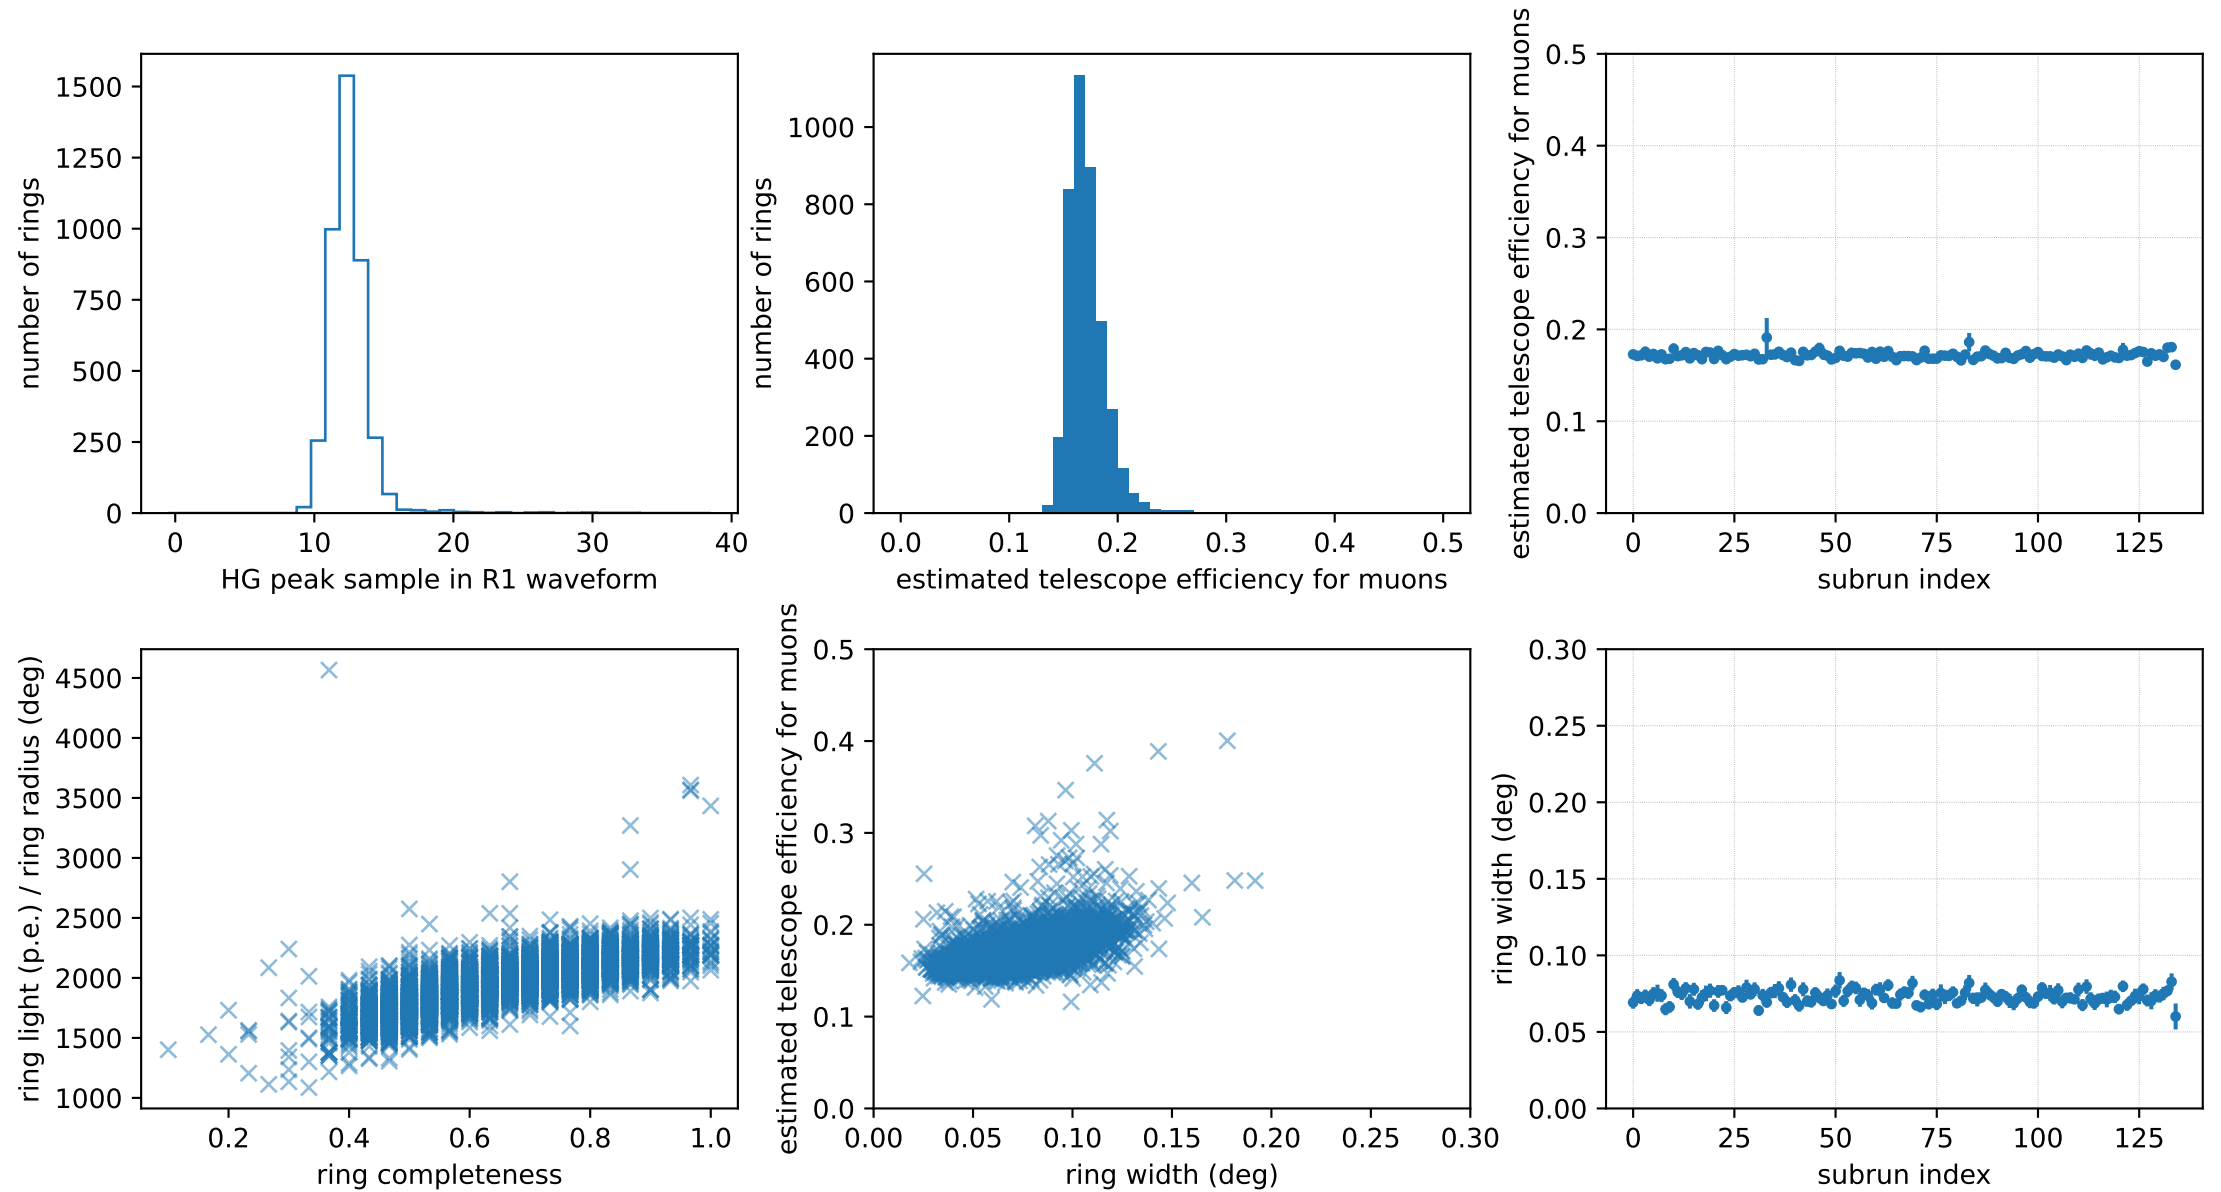 number of rings
1500
1250
1000
750
500
250
0
0 10 20 30 40
HG peak sample in R1 waveform
number of rings
1000
800
600
400
200
0
0.0 0.1 0.2 0.3 0.4 0.5
estimated telescope efficiency for muons
estimated telescope efficiency for muons
0.5
0.4
0.3
0.2
0.1
0.0
0 25 50 75 100 125
subrun index
ring light (p.e.) / ring radius (deg)
4500
4000
3500
3000
2500
2000
1500
1000
0.2 0.4 0.6 0.8 1.0
ring completeness
estimated telescope efficiency for muons
0.5
0.4
0.3
0.2
0.1
0.0
0.00 0.05 0.10 0.15 0.20 0.25 0.30
ring width (deg)
ring width (deg)
0.30
0.25
0.20
0.15
0.10
0.05
0.00
0 25 50 75 100 125
subrun index